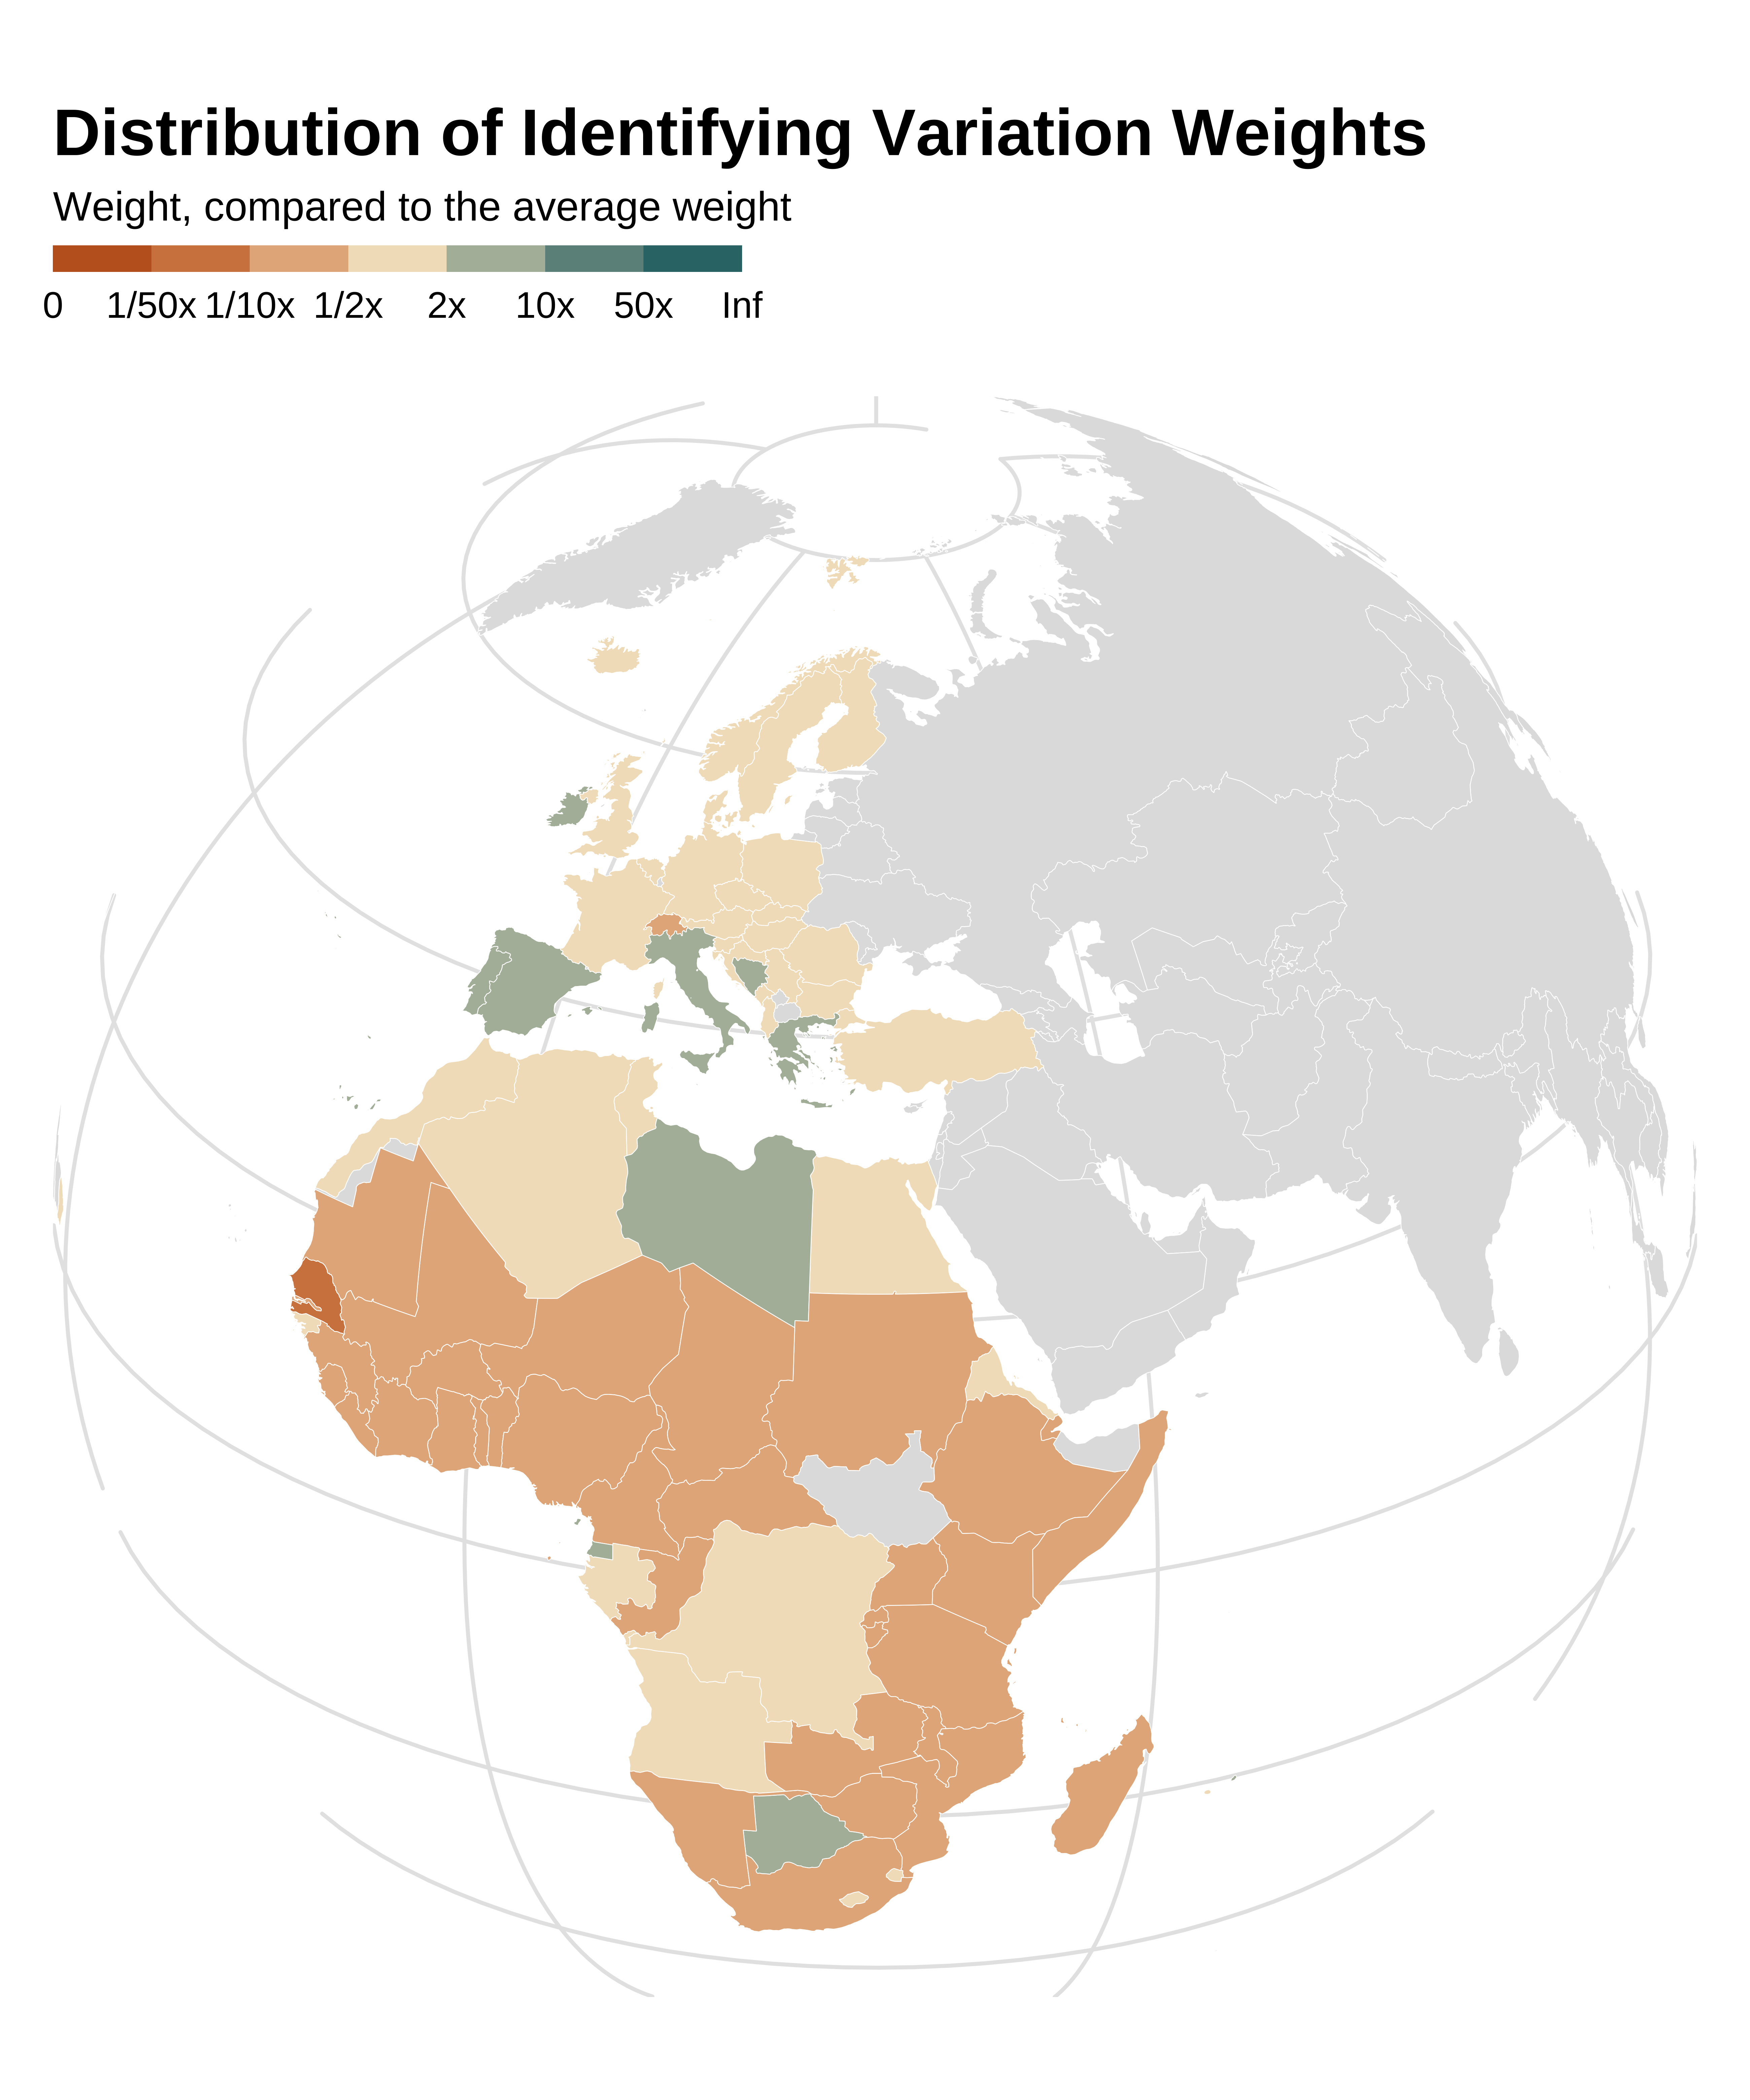 Distribution of Identifying Variation Weights
Weight, compared to the average weight
0 1/50x 1/10x 1/2x 2x 10x 50x Inf